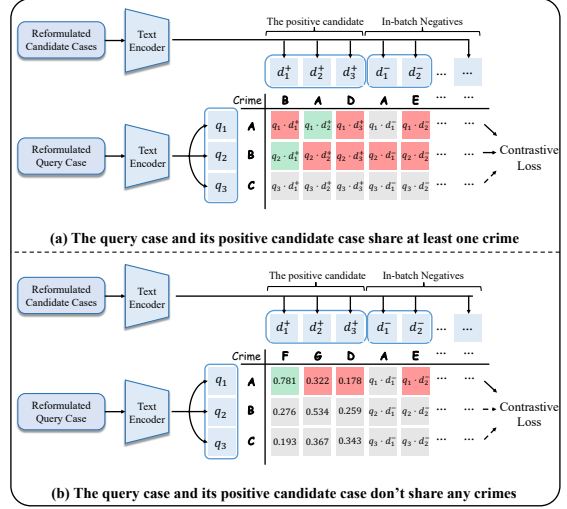 The positive candidate In-batch Negatives
Reformulated Candidate Cases
Text Encoder
d₁⁺ d₂⁺ d₃⁺ d₁⁻ d₂⁻ ... ...
Crime B A D A E ... ...
q₁ A q₁·d₁⁺ q₁·d₂⁺ q₁·d₃⁺ q₁·d₁⁻ q₁·d₂⁻ ... ...
Reformulated Query Case
Text Encoder
q₂ B q₂·d₁⁺ q₂·d₂⁺ q₂·d₃⁺ q₂·d₁⁻ q₂·d₂⁻ ... ...
q₃ C q₃·d₁⁺ q₃·d₂⁺ q₃·d₃⁺ q₃·d₁⁻ q₃·d₂⁻ ... ...
Contrastive Loss
(a) The query case and its positive candidate case share at least one crime
The positive candidate In-batch Negatives
Reformulated Candidate Cases
Text Encoder
d₁⁺ d₂⁺ d₃⁺ d₁⁻ d₂⁻ ... ...
Crime F G D A E ... ...
q₁ A 0.781 0.322 0.178 q₁·d₁⁻ q₁·d₂⁻ ... ...
Reformulated Query Case
Text Encoder
q₂ B 0.276 0.534 0.259 q₂·d₁⁻ q₂·d₂⁻ ... ...
q₃ C 0.193 0.367 0.343 q₃·d₁⁻ q₃·d₂⁻ ... ...
Contrastive Loss
(b) The query case and its positive candidate case don't share any crimes